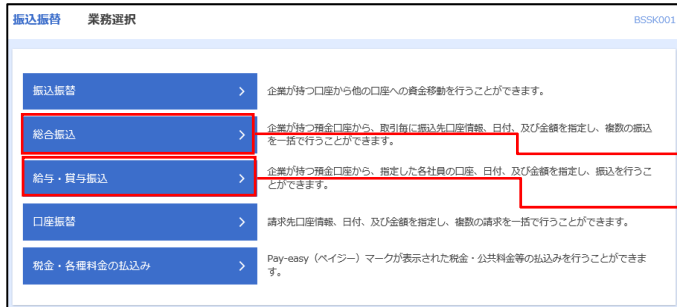 振込振替 業務選択 BSSK001
振込振替
企業が持つ口座から他の口座への資金移動を行うことができます。
総合振込
企業が持つ預金口座から、取引毎に振込先口座情報、日付、及び金額を指定し、複数の振込
を一括で行うことができます。
給与・賞与振込
企業が持つ預金口座から、指定した各社員の口座、日付、及び金額を指定し、振込を行うこ
とができます。
口座振替
請求先口座情報、日付、及び金額を指定し、複数の請求を一括で行うことができます。
税金・各種料金の払込み
Pay-easy（ペイジー）マークが表示された税金・公共料金等の払込みを行うことができま
す。